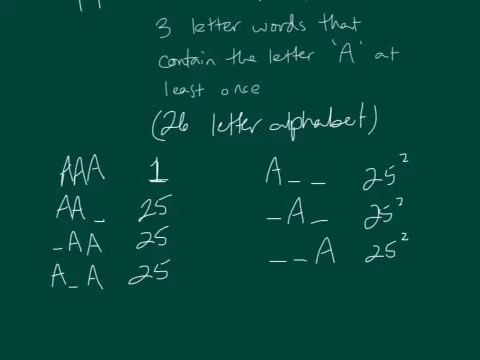 3 letter words that
contain the letter 'A' at
least once
(26 letter alphabet)
AAA 1
AA_ 25
_AA 25
A_A 25
A_ _ 25²
_A_ 25²
_ _A 25²